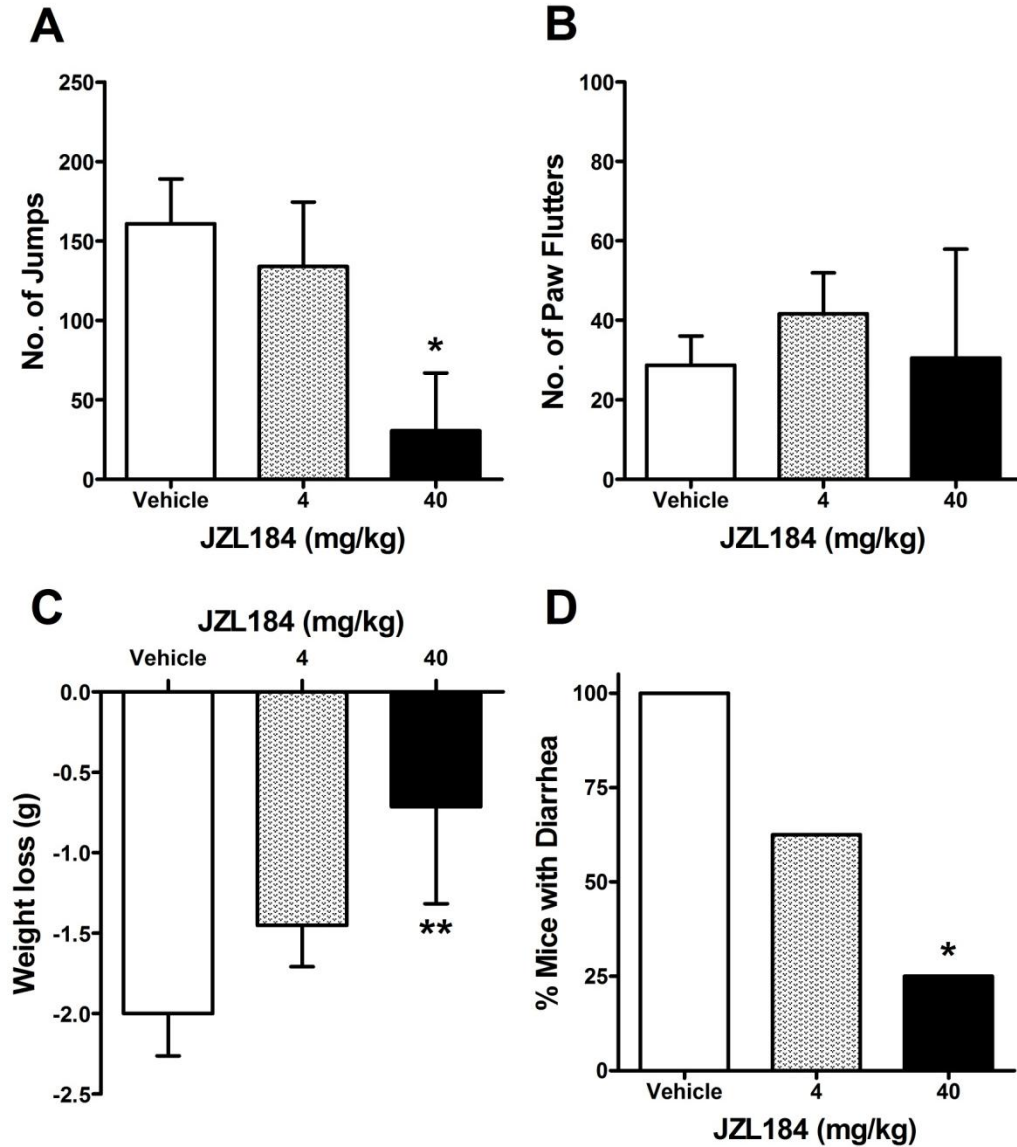 A
250
200
150
100
50
0
No. of Jumps
*
Vehicle 4 40
JZL184 (mg/kg)
B
100
80
60
40
20
0
No. of Paw Flutters
Vehicle 4 40
JZL184 (mg/kg)
C
JZL184 (mg/kg)
Vehicle 4 40
0.0
-0.5
-1.0
-1.5
-2.0
-2.5
Weight loss (g)
**
D
100
75
50
25
0
% Mice with Diarrhea
*
Vehicle 4 40
JZL184 (mg/kg)